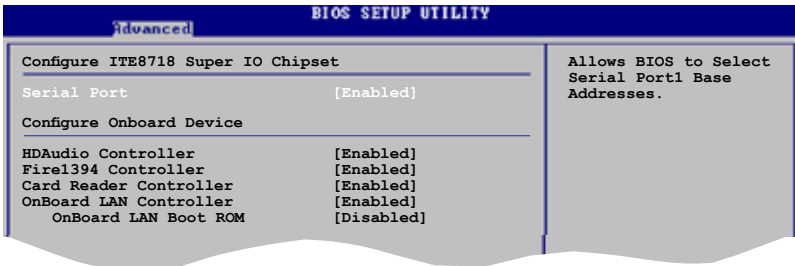 BIOS SETUP UTILITY
Advanced
Configure ITE8718 Super IO Chipset
Serial Port [Enabled]
Configure Onboard Device
HDAudio Controller [Enabled]
Fire1394 Controller [Enabled]
Card Reader Controller [Enabled]
OnBoard LAN Controller [Enabled]
OnBoard LAN Boot ROM [Disabled]
Allows BIOS to Select
Serial Port1 Base
Addresses.